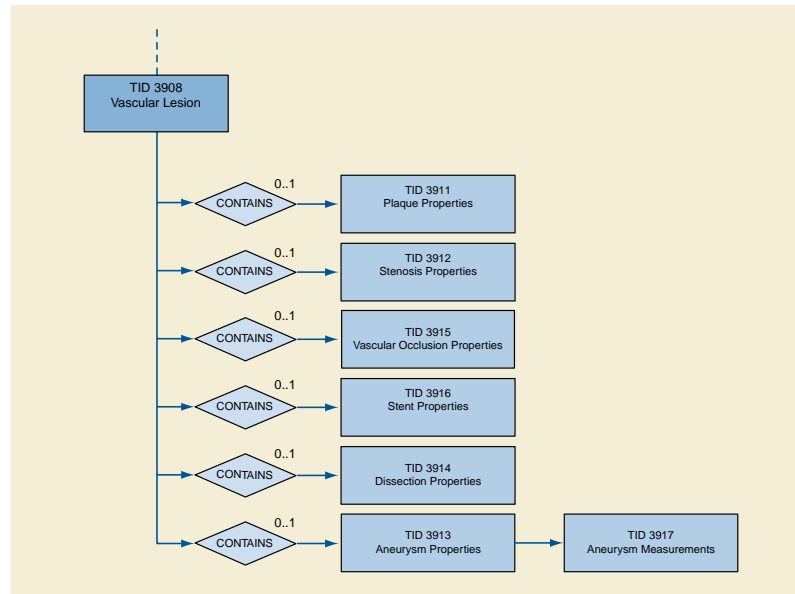 TID 3908
Vascular Lesion
0..1
CONTAINS
TID 3911
Plaque Properties
0..1
CONTAINS
TID 3912
Stenosis Properties
0..1
CONTAINS
TID 3915
Vascular Occlusion Properties
0..1
CONTAINS
TID 3916
Stent Properties
0..1
CONTAINS
TID 3914
Dissection Properties
0..1
CONTAINS
TID 3913
Aneurysm Properties
TID 3917
Aneurysm Measurements